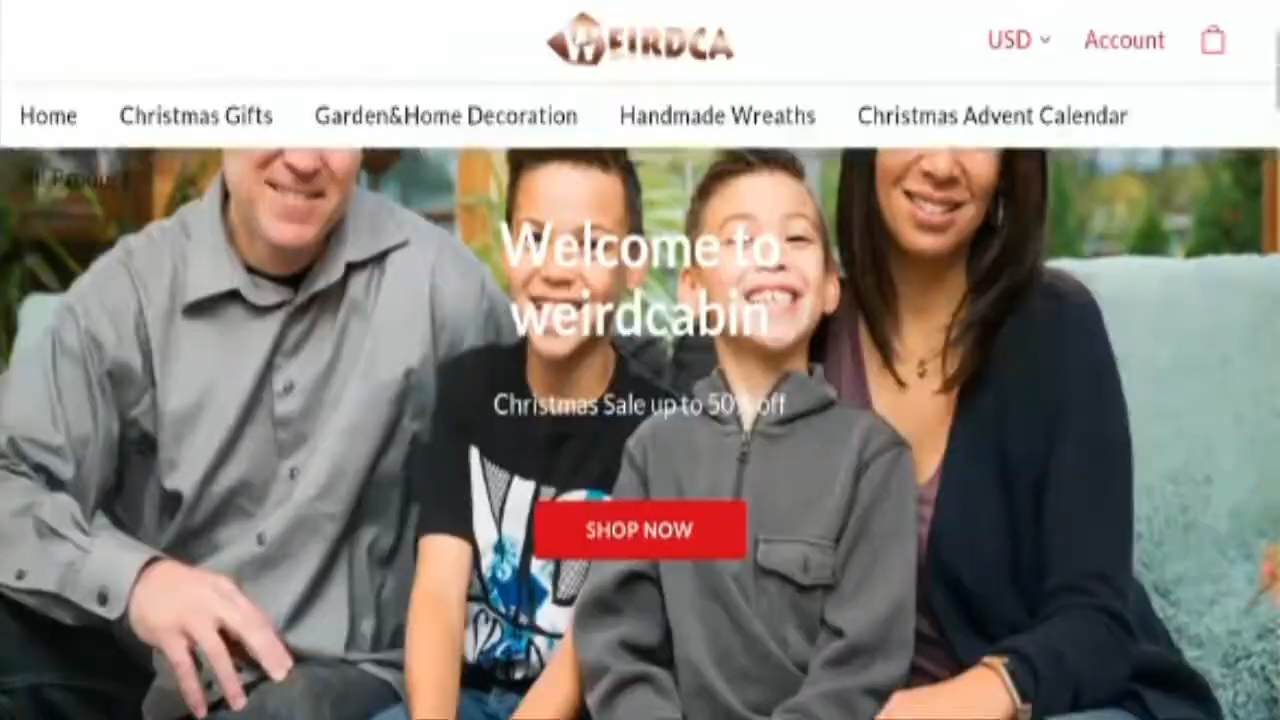 WEIRDCA
USD
Account
Home
Christmas Gifts
Garden&Home Decoration
Handmade Wreaths
Christmas Advent Calendar
Welcome to
weirdcabin
Christmas Sale up to 50% off
SHOP NOW